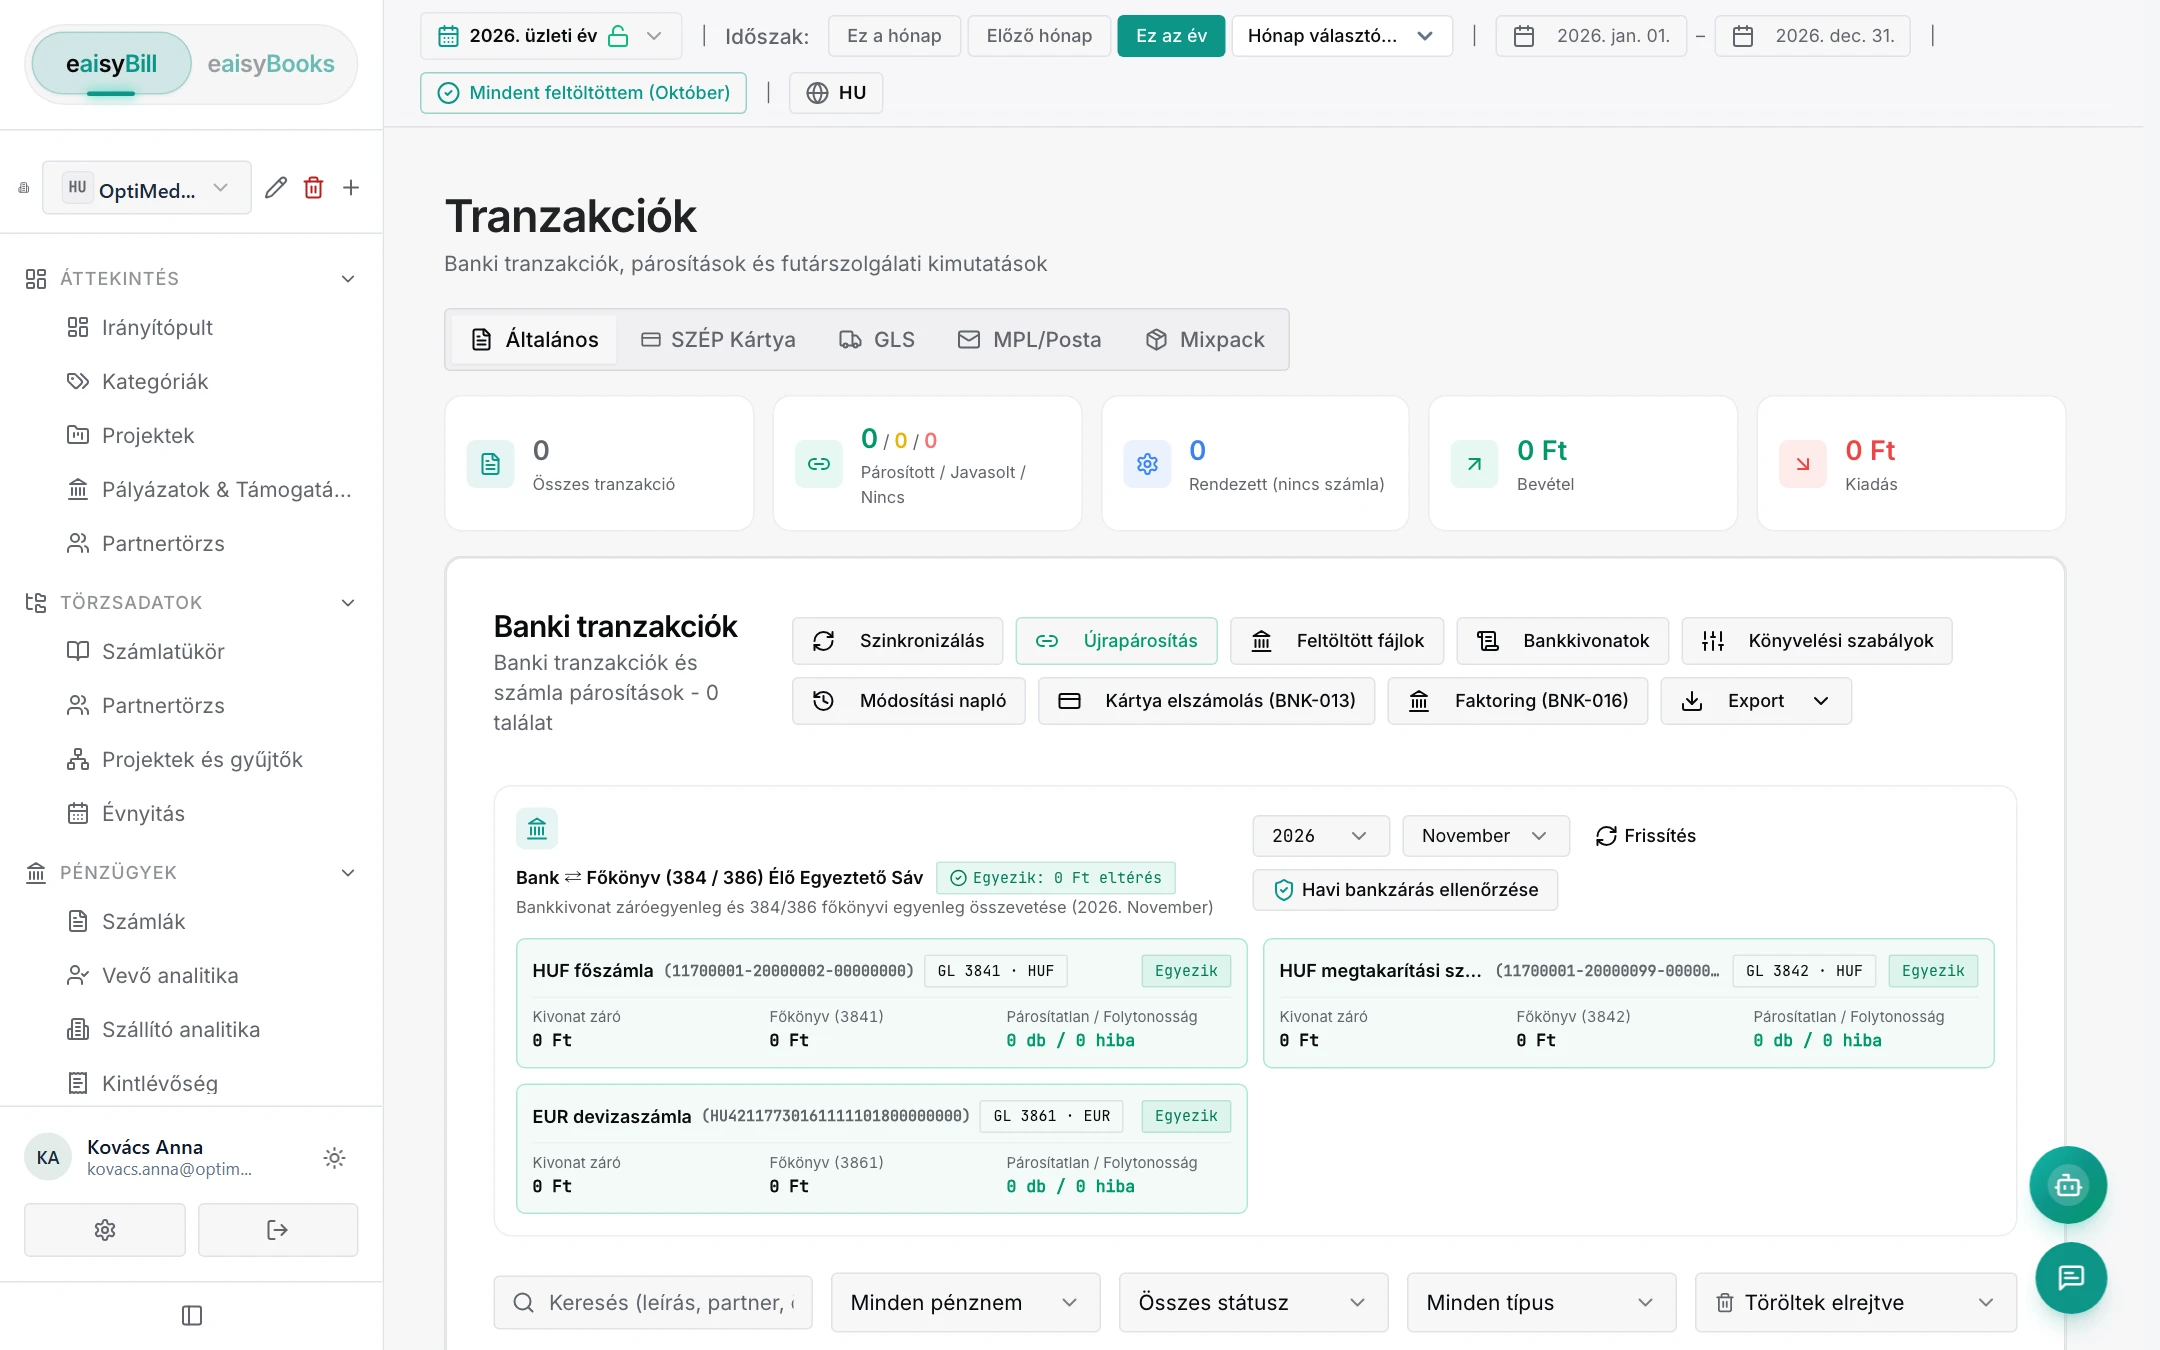 eaisyBill
eaisyBooks
2026. üzleti év
Időszak:
Ez a hónap
Előző hónap
Ez az év
Hónap választó...
2026. jan. 01.
–
2026. dec. 31.
Mindent feltöltöttem (Október)
HU
HU OptiMed...
ÁTTEKINTÉS
Irányítópult
Kategóriák
Projektek
Pályázatok & Támogatá...
Partnertörzs
TÖRZSADATOK
Számlatükör
Partnertörzs
Projektek és gyűjtők
Évnyitás
PÉNZÜGYEK
Számlák
Vevő analitika
Szállító analitika
Kintlévőség
KA
Kovács Anna
kovacs.anna@optim...
Tranzakciók
Banki tranzakciók, párosítások és futárszolgálati kimutatások
Általános
SZÉP Kártya
GLS
MPL/Posta
Mixpack
0
Összes tranzakció
0 / 0 / 0
Párosított / Javasolt /
Nincs
0
Rendezett (nincs számla)
0 Ft
Bevétel
0 Ft
Kiadás
Banki tranzakciók
Banki tranzakciók és
számla párosítások - 0
találat
Szinkronizálás
Újrapárosítás
Feltöltött fájlok
Bankkivonatok
Könyvelési szabályok
Módosítási napló
Kártya elszámolás (BNK-013)
Faktoring (BNK-016)
Export
Bank ⇄ Főkönyv (384 / 386) Élő Egyeztető Sáv
Egyezik: 0 Ft eltérés
Bankkivonat záróegyenleg és 384/386 főkönyvi egyenleg összevetése (2026. November)
2026
November
Frissítés
Havi bankzárás ellenőrzése
HUF főszámla (11700001-20000002-00000000) GL 3841 · HUF Egyezik
Kivonat záró Főkönyv (3841) Párosítatlan / Folytonosság
0 Ft 0 Ft 0 db / 0 hiba
HUF megtakarítási sz... (11700001-20000099-00000... GL 3842 · HUF Egyezik
Kivonat záró Főkönyv (3842) Párosítatlan / Folytonosság
0 Ft 0 Ft 0 db / 0 hiba
EUR devizaszámla (HU42117730161111101800000000) GL 3861 · EUR Egyezik
Kivonat záró Főkönyv (3861) Párosítatlan / Folytonosság
0 Ft 0 Ft 0 db / 0 hiba
Keresés (leírás, partner,
Minden pénznem
Összes státusz
Minden típus
Töröltek elrejtve